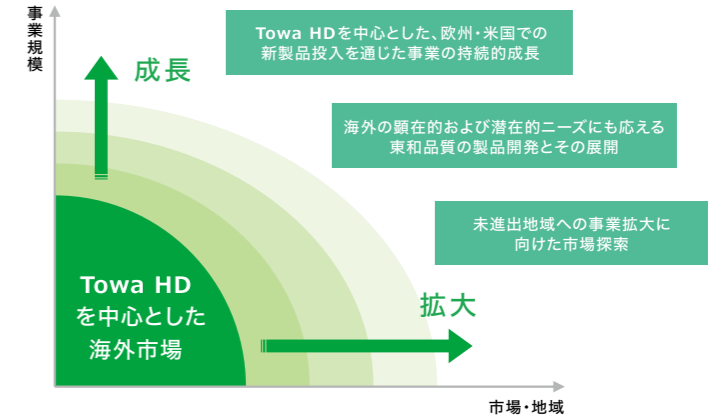 事業規模
成長
Towa HDを中心とした、欧州・米国での
新製品投入を通じた事業の持続的成長
海外の顕在的および潜在的ニーズにも応える
東和品質の製品開発とその展開
未進出地域への事業拡大に
向けた市場探索
Towa HD
を中心とした
海外市場
拡大
市場・地域